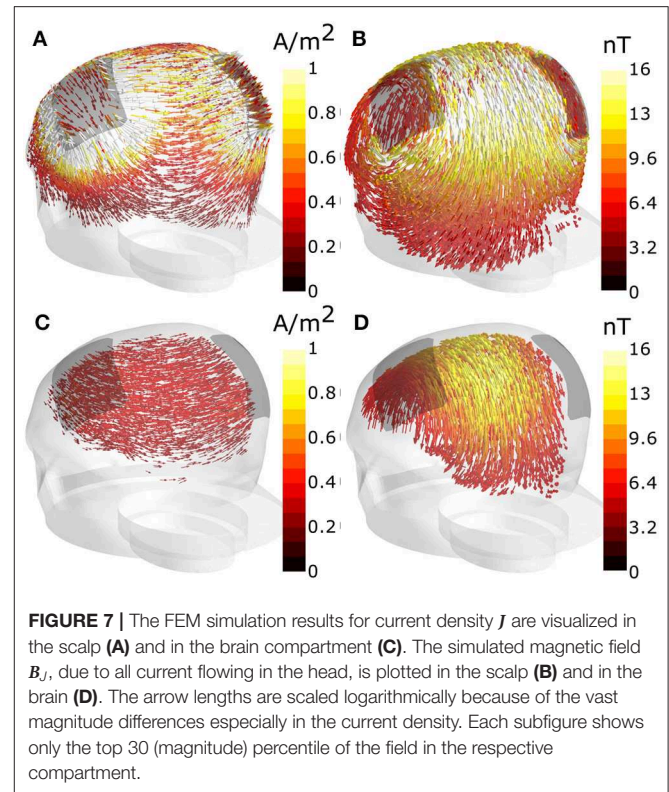 A
A/m²
1
0.8
0.6
0.4
0.2
0
B
nT
16
13
9.6
6.4
3.2
0
C
A/m²
1
0.8
0.6
0.4
0.2
0
D
nT
16
13
9.6
6.4
3.2
0
FIGURE 7 | The FEM simulation results for current density J are visualized in
the scalp (A) and in the brain compartment (C). The simulated magnetic field
B_J, due to all current flowing in the head, is plotted in the scalp (B) and in the
brain (D). The arrow lengths are scaled logarithmically because of the vast
magnitude differences especially in the current density. Each subfigure shows
only the top 30 (magnitude) percentile of the field in the respective
compartment.